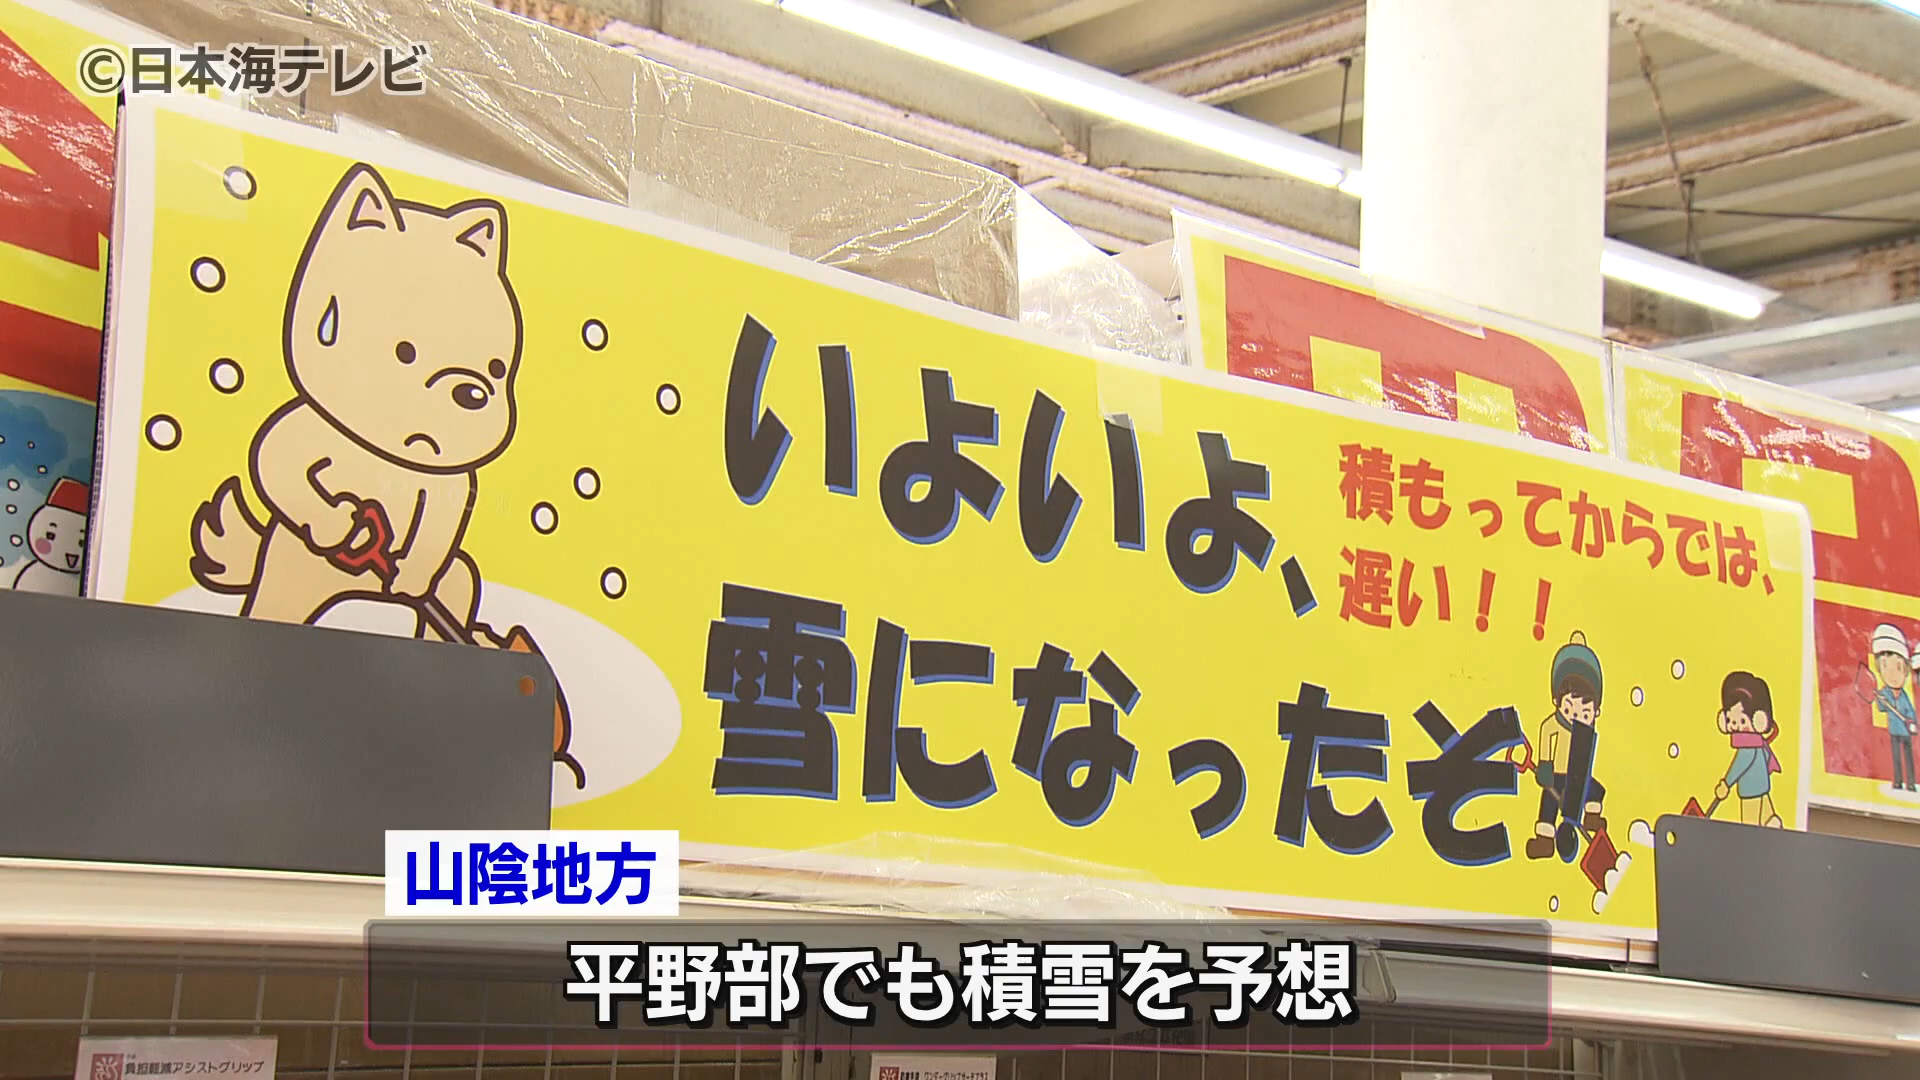 ©日本海テレビ
いよいよ、
積もってからでは、
遅い！！
雪になったぞ！
山陰地方
平野部でも積雪を予想
負担軽減アシストグリップ